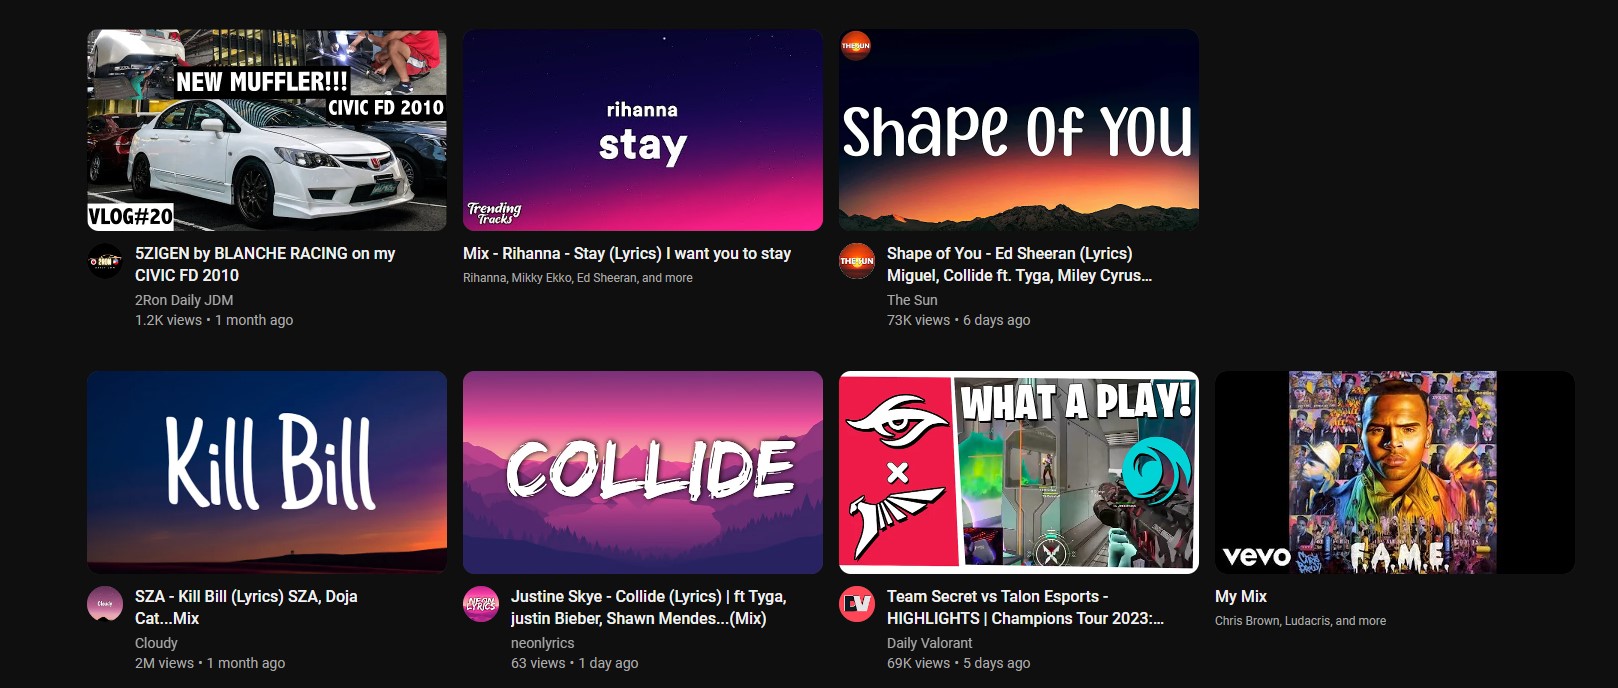 NEW MUFFLER!!!
CIVIC FD 2010
VLOG#20
5ZIGEN by BLANCHE RACING on my
CIVIC FD 2010
2Ron Daily JDM
1.2K views • 1 month ago
rihanna
stay
Trending
Tracks
Mix - Rihanna - Stay (Lyrics) I want you to stay
Rihanna, Mikky Ekko, Ed Sheeran, and more
THE SUN
Shape Of You
THE SUN
Shape of You - Ed Sheeran (Lyrics)
Miguel, Collide ft. Tyga, Miley Cyrus…
The Sun
73K views • 6 days ago
Kill Bill
Cloudy
SZA - Kill Bill (Lyrics) SZA, Doja
Cat...Mix
Cloudy
2M views • 1 month ago
COLLIDE
NEON
LYRICS
Justine Skye - Collide (Lyrics) | ft Tyga,
justin Bieber, Shawn Mendes...(Mix)
neonlyrics
63 views • 1 day ago
WHAT A PLAY!
DV
Team Secret vs Talon Esports -
HIGHLIGHTS | Champions Tour 2023:…
Daily Valorant
69K views • 5 days ago
vevo
F.A.M.E.
My Mix
Chris Brown, Ludacris, and more